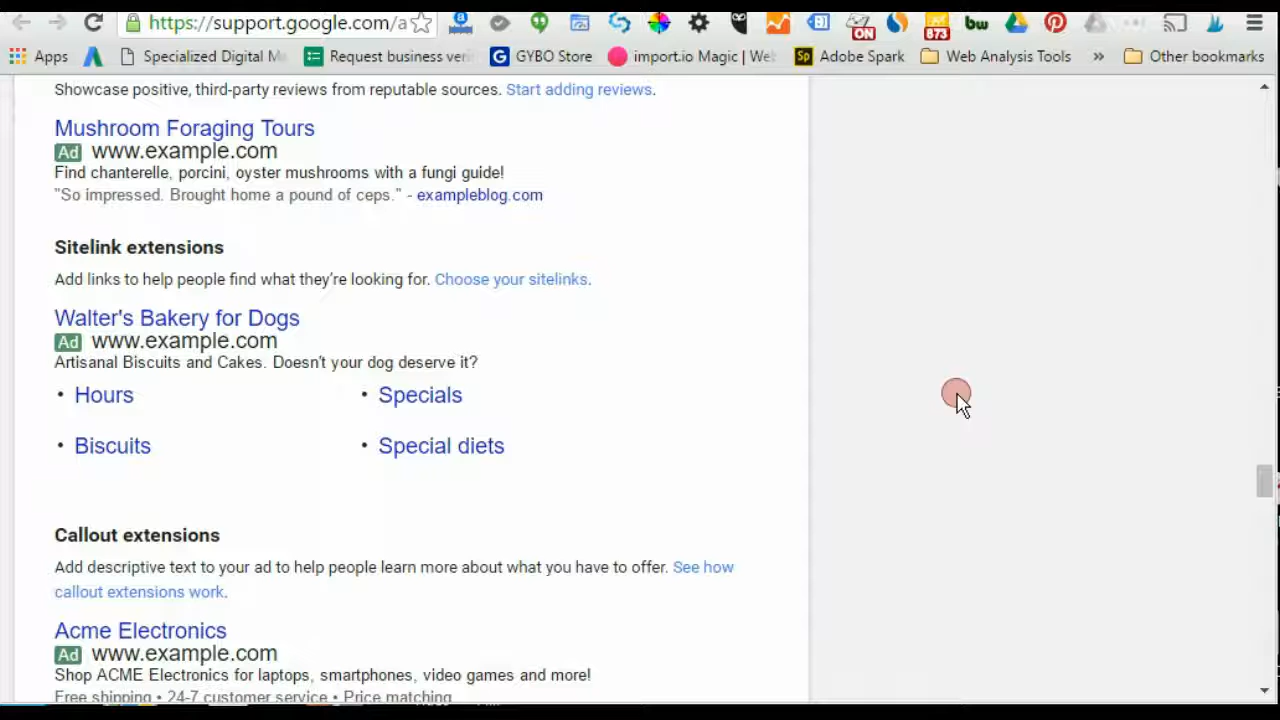 https://support.google.com/a
ON
873
bw
Apps
Specialized Digital M
Request business veri
G GYBO Store
import.io Magic | Web
Sp Adobe Spark
Web Analysis Tools
»
Other bookmarks
Showcase positive, third-party reviews from reputable sources. Start adding reviews.
Mushroom Foraging Tours
Ad www.example.com
Find chanterelle, porcini, oyster mushrooms with a fungi guide!
"So impressed. Brought home a pound of ceps." - exampleblog.com
Sitelink extensions
Add links to help people find what they're looking for. Choose your sitelinks.
Walter's Bakery for Dogs
Ad www.example.com
Artisanal Biscuits and Cakes. Doesn't your dog deserve it?
• Hours • Specials
• Biscuits • Special diets
Callout extensions
Add descriptive text to your ad to help people learn more about what you have to offer. See how
callout extensions work.
Acme Electronics
Ad www.example.com
Shop ACME Electronics for laptops, smartphones, video games and more!
Free shipping • 24-7 customer service • Price matching